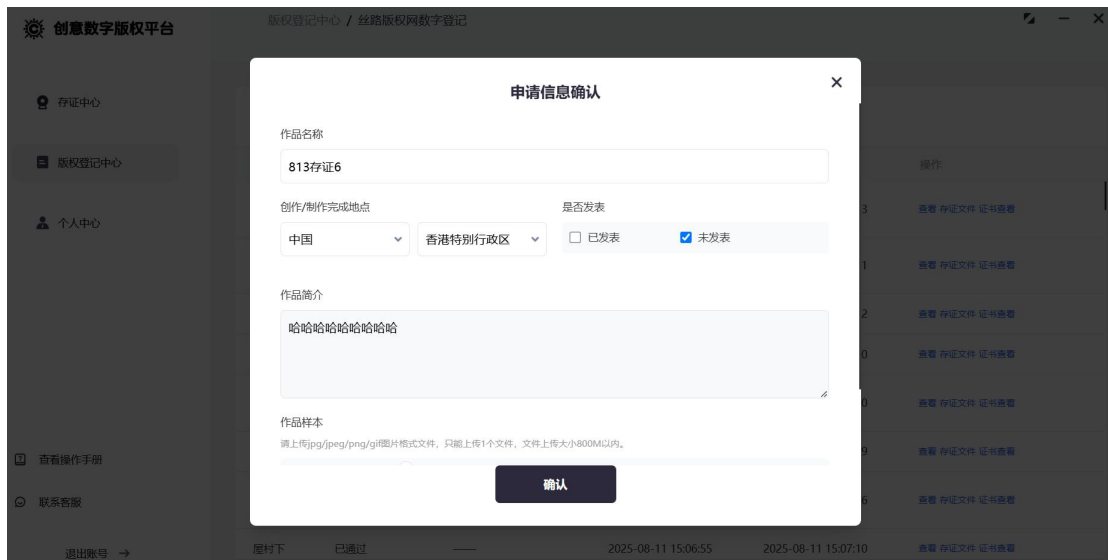 创意数字版权平台
版权登记中心 / 丝路版权网数字登记
存证中心
版权登记中心
个人中心
查看操作手册
联系客服
退出账号 →
申请信息确认
作品名称
813存证6
创作/制作完成地点
是否发表
中国
香港特别行政区
已发表
未发表
作品简介
哈哈哈哈哈哈哈哈哈
作品样本
请上传jpg/jpeg/png/gif图片格式文件，只能上传1个文件，文件上传大小800M以内。
确认
操作
3 查看 存证文件 证书查看
1 查看 存证文件 证书查看
2 查看 存证文件 证书查看
0 查看 存证文件 证书查看
0 查看 存证文件 证书查看
9 查看 存证文件 证书查看
6 查看 存证文件 证书查看
屋村下 已通过 —— 2025-08-11 15:06:55 2025-08-11 15:07:10 查看 存证文件 证书查看